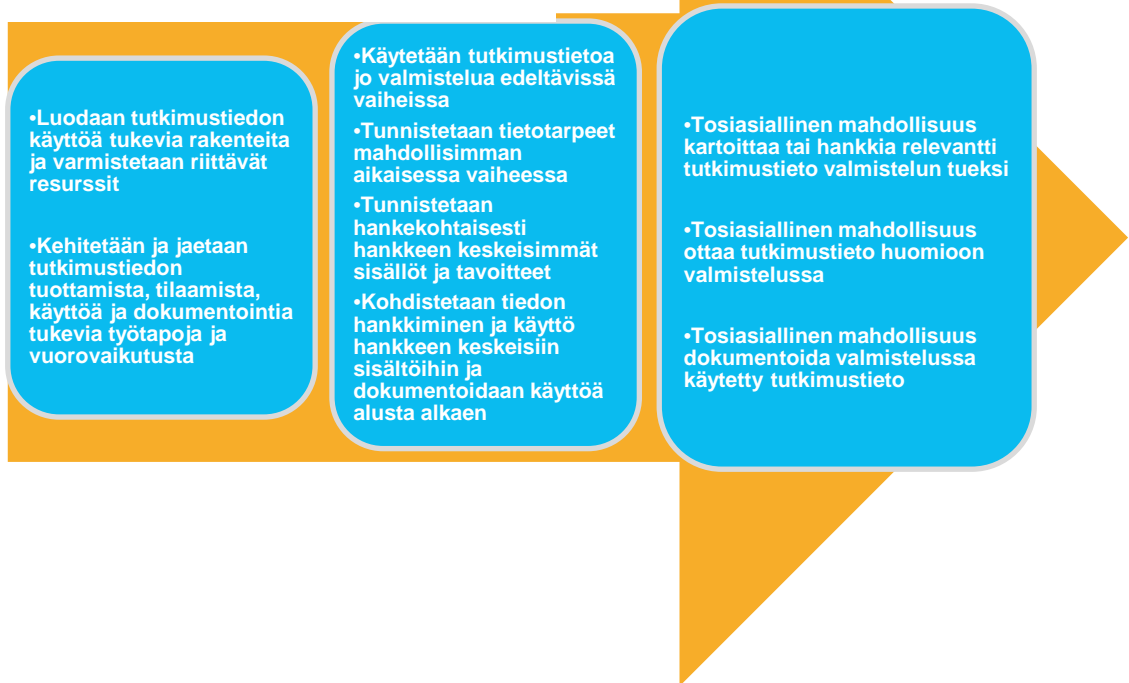 •Luodaan tutkimustiedon
käyttöä tukevia rakenteita
ja varmistetaan riittävät
resurssit
•Kehitetään ja jaetaan
tutkimustiedon
tuottamista, tilaamista,
käyttöä ja dokumentointia
tukevia työtapoja ja
vuorovaikutusta
•Käytetään tutkimustietoa
jo valmistelua edeltävissä
vaiheissa
•Tunnistetaan tietotarpeet
mahdollisimman
aikaisessa vaiheessa
•Tunnistetaan
hankekohtaisesti
hankkeen keskeisimmät
sisällöt ja tavoitteet
•Kohdistetaan tiedon
hankkiminen ja käyttö
hankkeen keskeisiin
sisältöihin ja
dokumentoidaan käyttöä
alusta alkaen
•Tosiasiallinen mahdollisuus
kartoittaa tai hankkia relevantti
tutkimustieto valmistelun tueksi
•Tosiasiallinen mahdollisuus
ottaa tutkimustieto huomioon
valmistelussa
•Tosiasiallinen mahdollisuus
dokumentoida valmistelussa
käytetty tutkimustieto